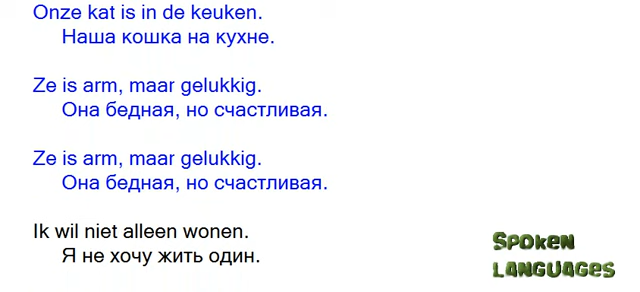 Onze kat is in de keuken.
Наша кошка на кухне.
Ze is arm, maar gelukkig.
Она бедная, но счастливая.
Ze is arm, maar gelukkig.
Она бедная, но счастливая.
Ik wil niet alleen wonen.
Я не хочу жить один.
Spoken
Languages